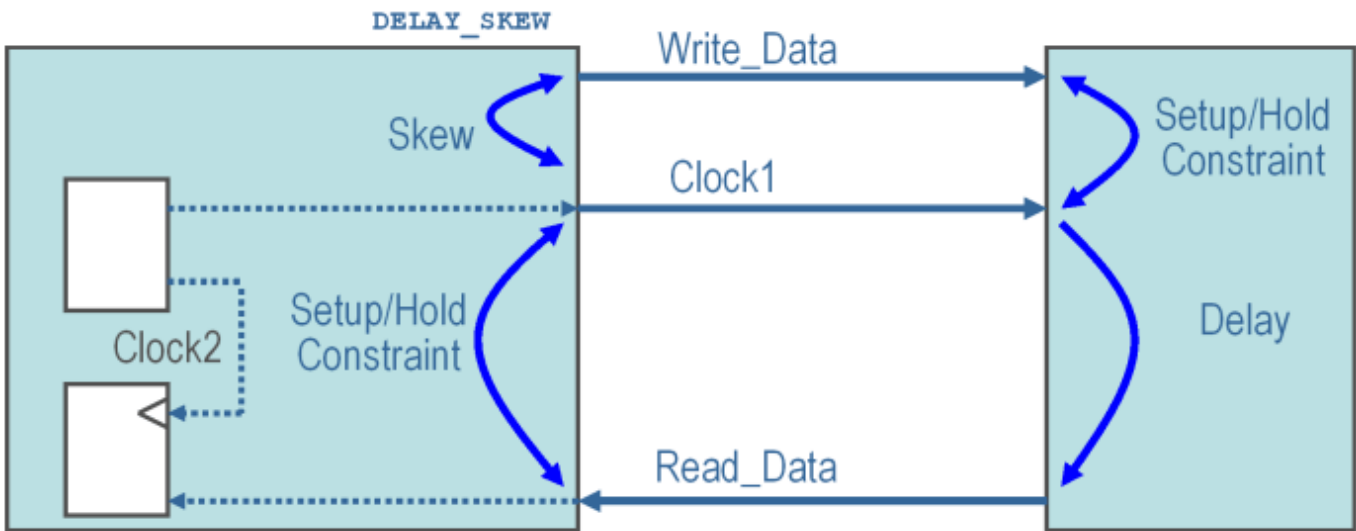 DELAY_SKEW
Write_Data
Skew
Setup/Hold
Constraint
Clock1
Setup/Hold
Constraint
Clock2
Delay
Read_Data